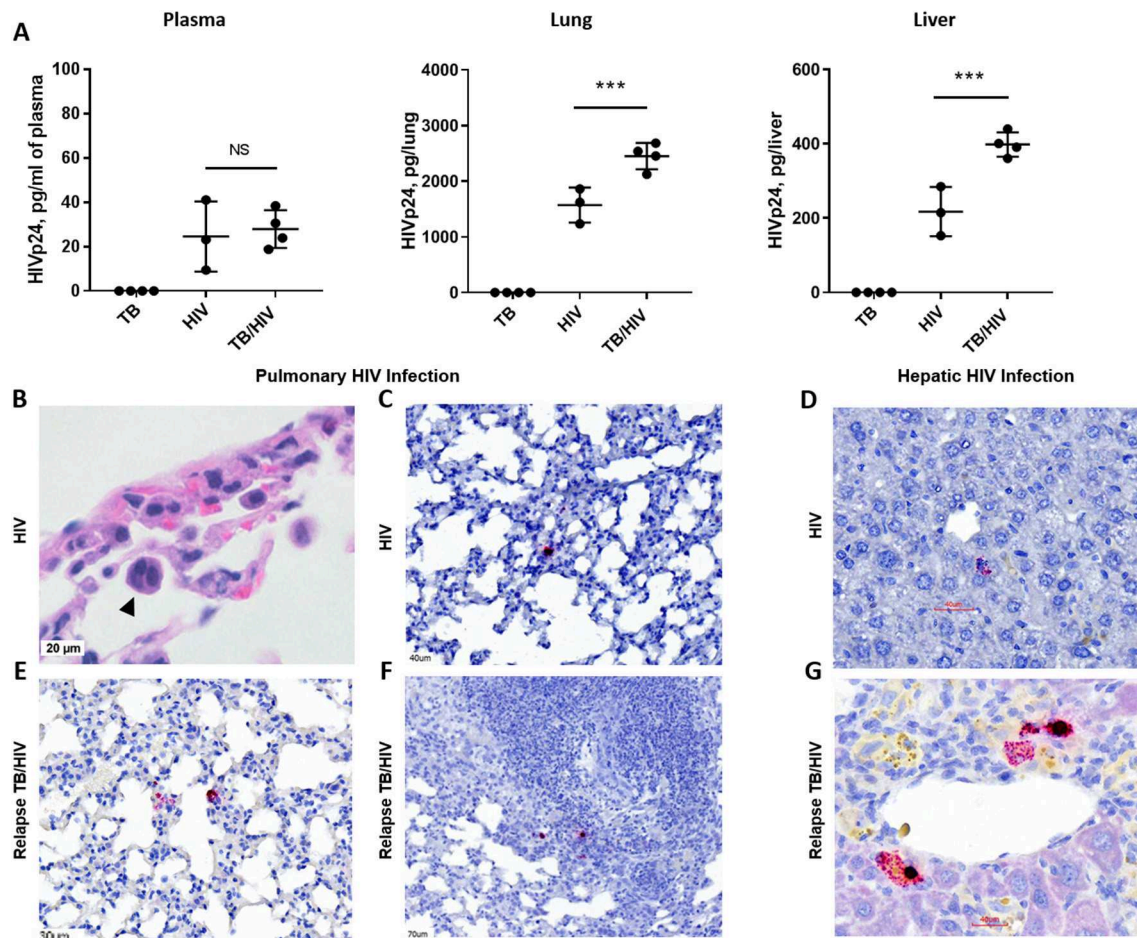 Plasma
Lung
Liver
A
HIVp24, pg/ml of plasma
100
80
60
40
20
0
NS
TB
HIV
TB/HIV
HIVp24, pg/lung
4000
3000
2000
1000
0
***
TB
HIV
TB/HIV
HIVp24, pg/liver
600
400
200
0
***
TB
HIV
TB/HIV
Pulmonary HIV Infection
Hepatic HIV Infection
B
C
D
HIV
20 µm
HIV
40um
HIV
40um
E
F
G
Relapse TB/HIV
30um
Relapse TB/HIV
70um
Relapse TB/HIV
40um